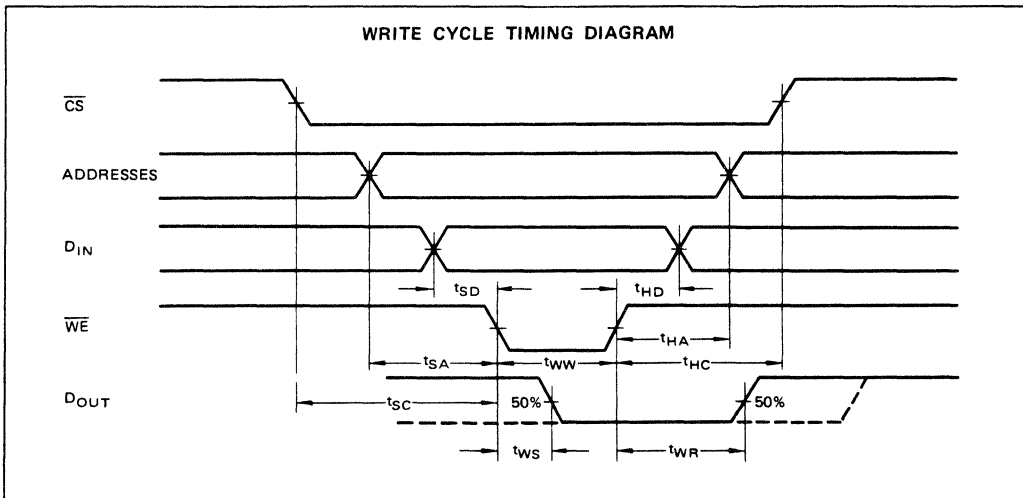 WRITE CYCLE TIMING DIAGRAM
CS
ADDRESSES
DIN
tSD
tHD
WE
tHA
tSA
tWW
tHC
DOUT
tSC
50%
50%
tWS
tWR